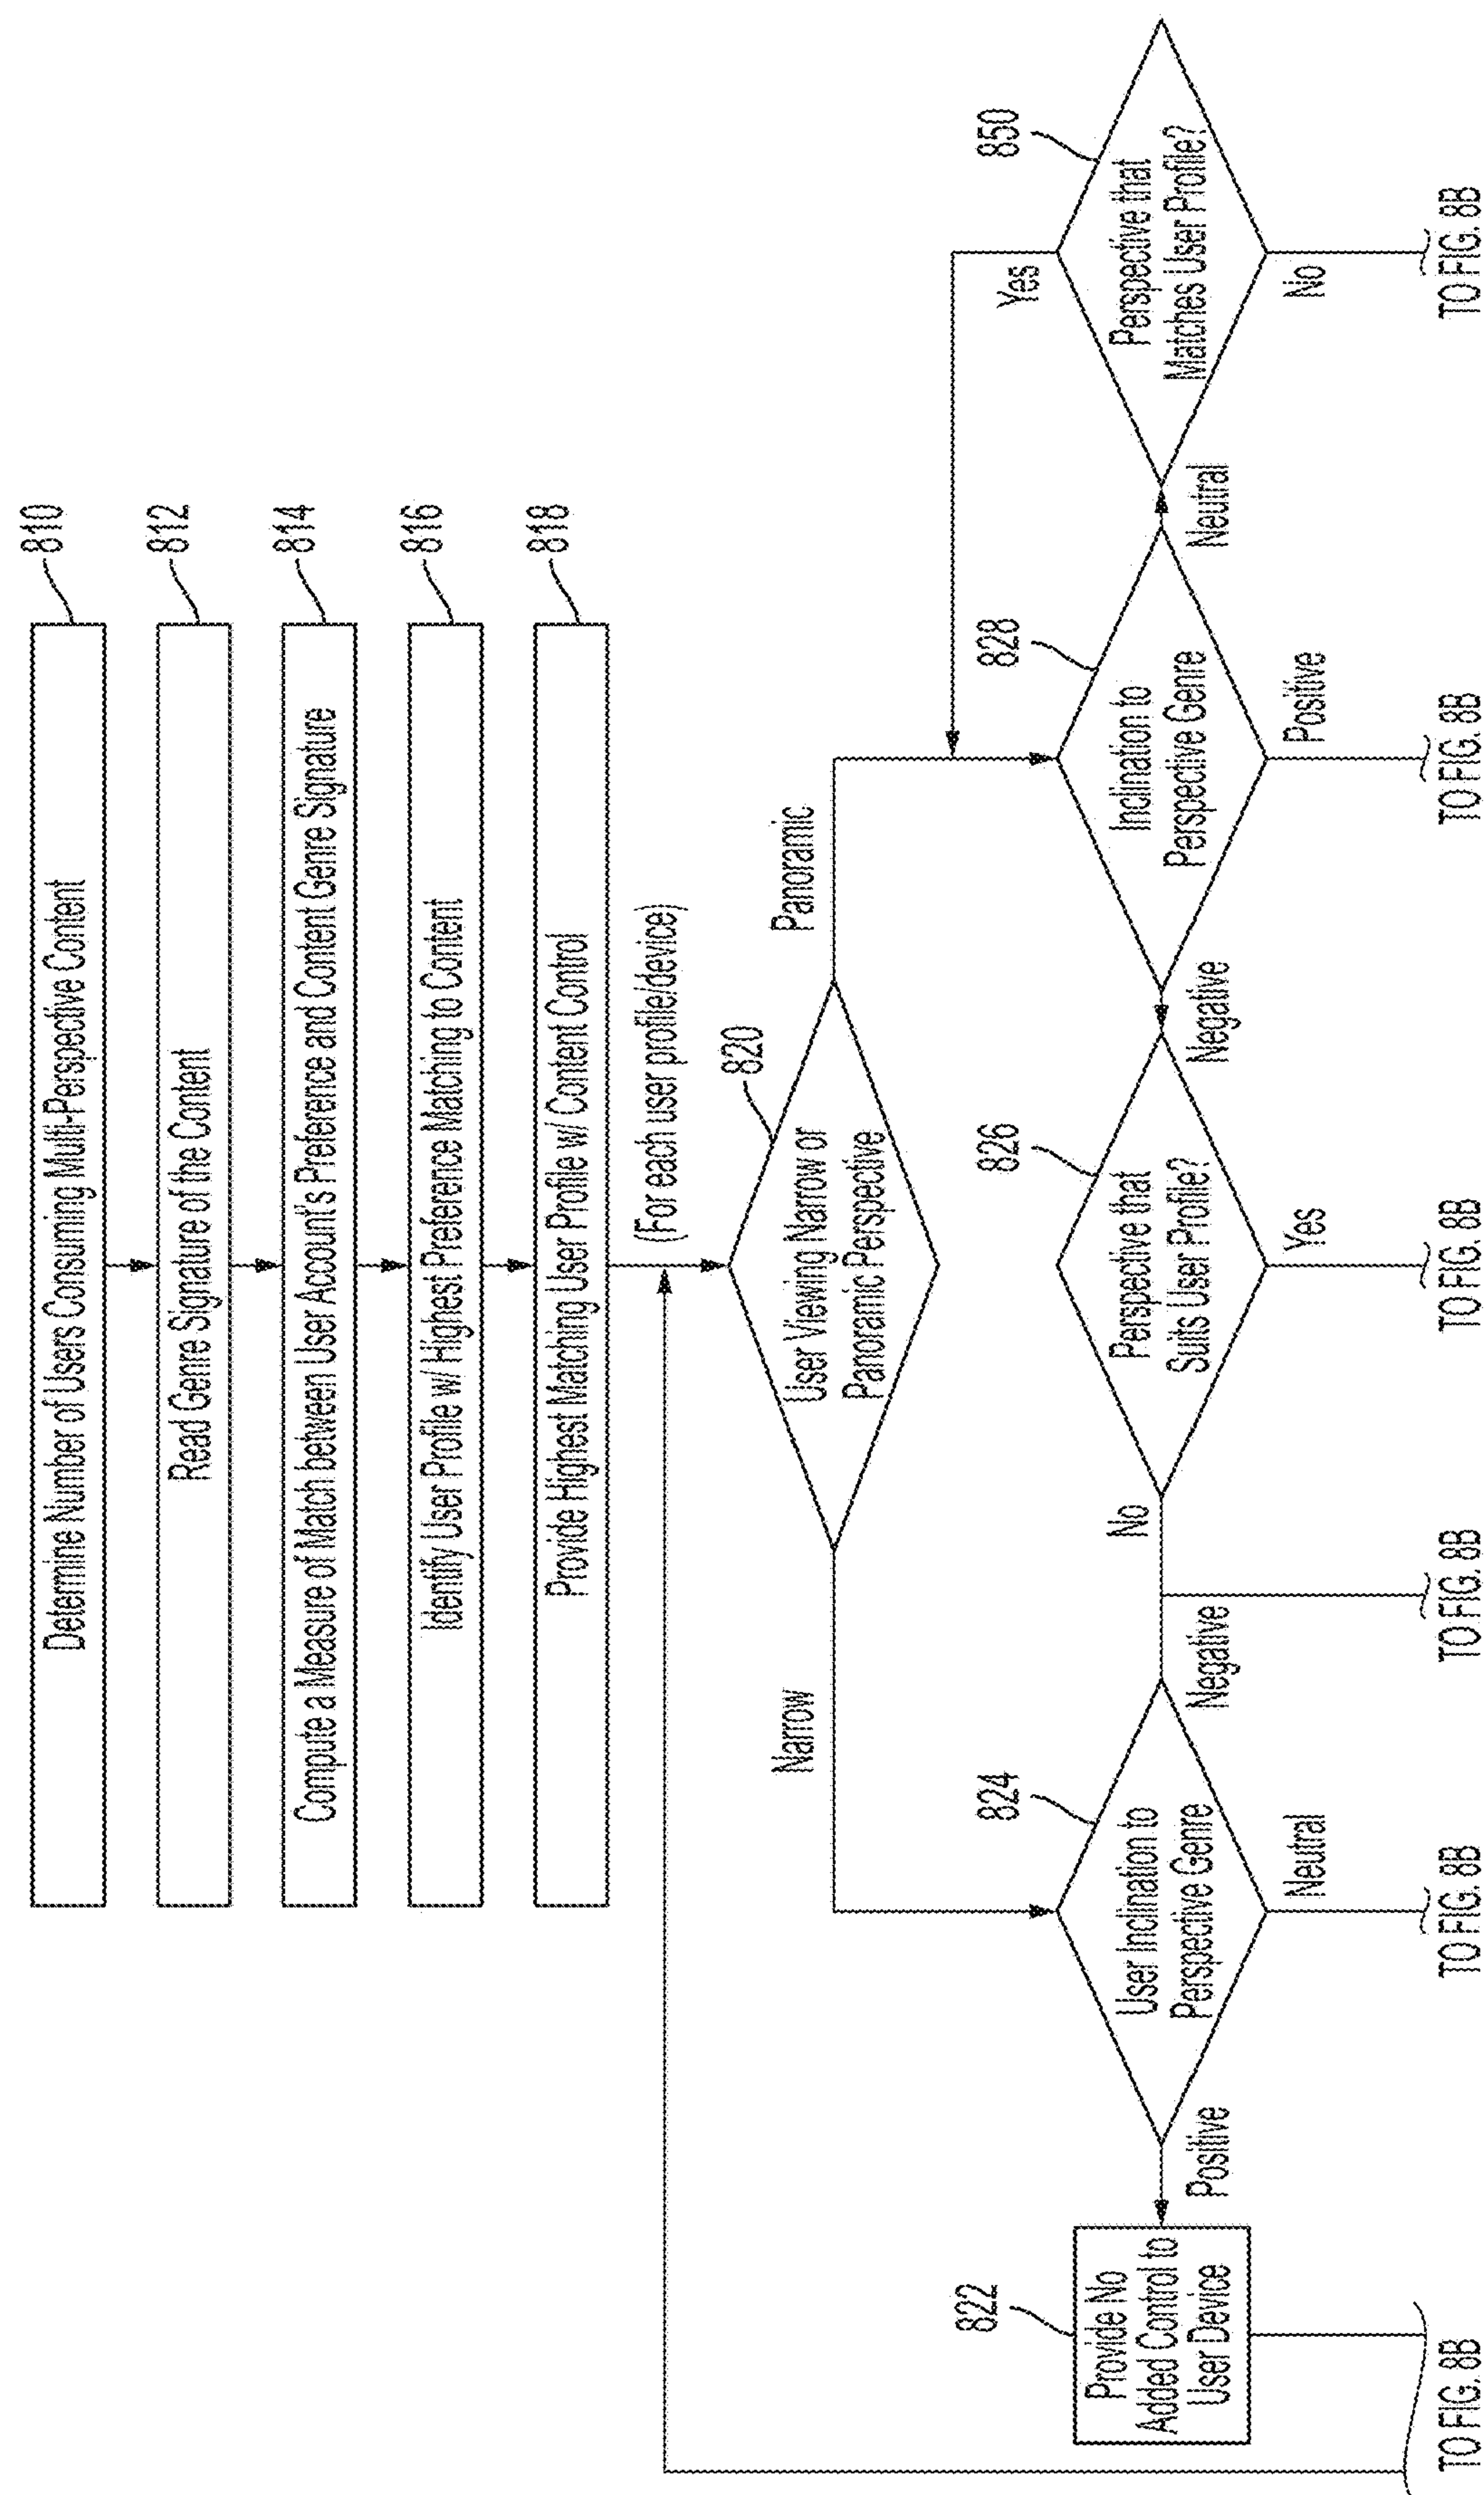 Determine Number of Users Consuming Multi-Perspective Content
810
Read Genre Signature of the Content
812
Compute a Measure of Match between User Account's Preference and Content Genre Signature
814
Identify User Profile w/ Highest Preference Matching to Content
816
Provide Highest Matching User Profile w/ Content Control
818
(For each user profile/device)
820
User Viewing Narrow or
Panoramic Perspective
Narrow
Panoramic
822
Provide No
Added Control to
User Device
Positive
824
User Inclination to
Perspective Genre
Negative
Neutral
No
826
Perspective that
Suits User Profile?
Yes
Negative
828
Inclination to
Perspective Genre
Positive
Neutral
Yes
850
Perspective that
Matches User Profile?
No
TO FIG. 8B
TO FIG. 8B
TO FIG. 8B
TO FIG. 8B
TO FIG. 8B
TO FIG. 8B